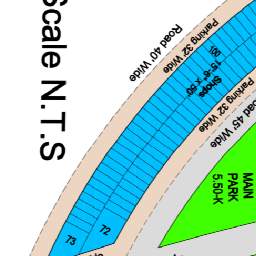 Scale N.T.S
Road 40' Wide
Parking 32' Wide
Shops
15'-6" x 50'
Parking 32' Wide
Road 45' Wide
MAIN
PARK
5.50-K
72
73